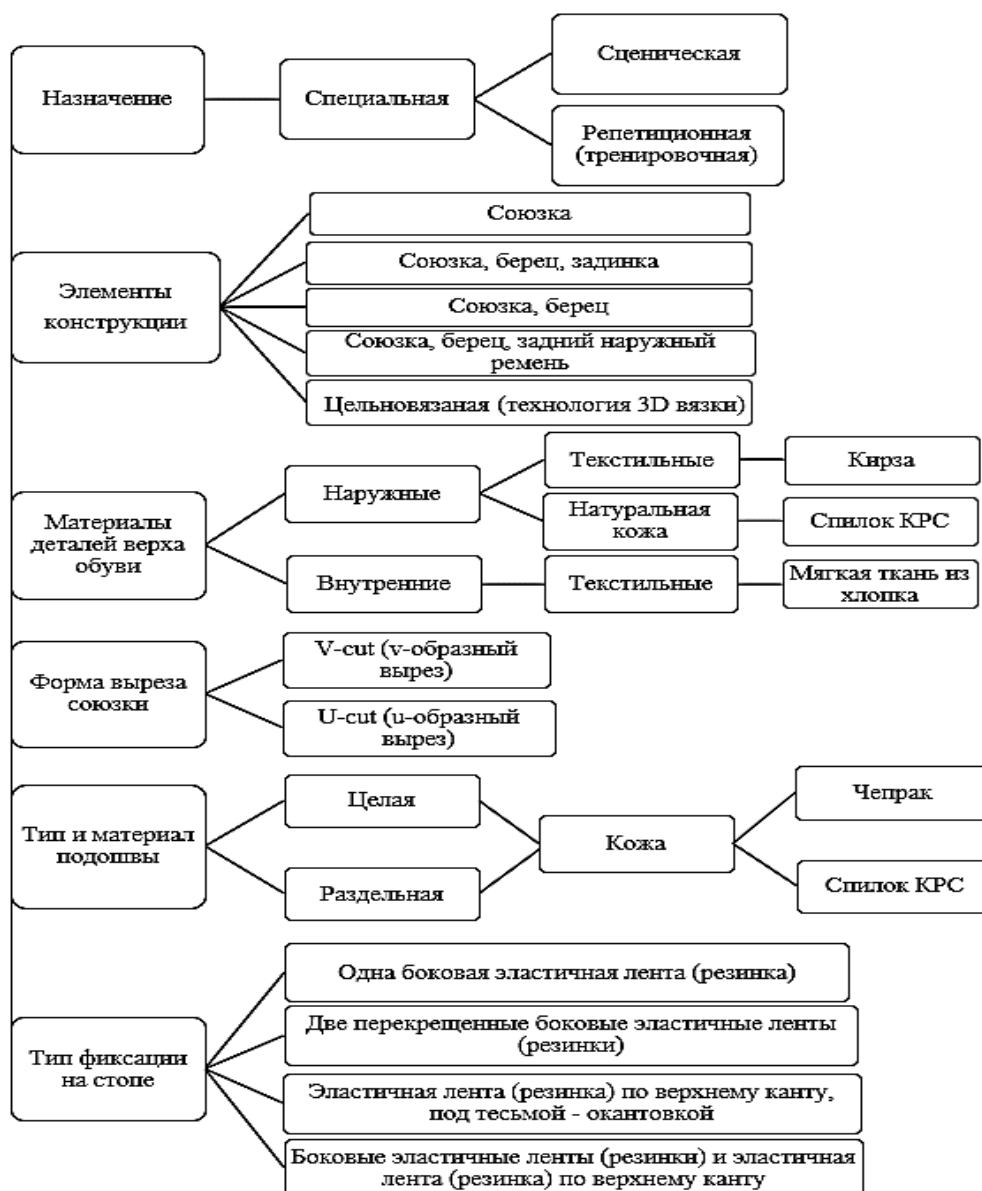 Назначение
Специальная
Сценическая
Репетиционная
(тренировочная)
Элементы
конструкции
Союзка
Союзка, берец, задинка
Союзка, берец
Союзка, берец, задний наружный
ремень
Цельновязаная (технология 3D вязки)
Материалы
деталей верха
обуви
Наружные
Текстильные
Кирза
Натуральная
кожа
Спилок КРС
Внутренние
Текстильные
Мягкая ткань из
хлопка
Форма выреза
союзки
V-cut (v-образный
вырез)
U-cut (u-образный
вырез)
Тип и материал
подошвы
Целая
Раздельная
Кожа
Чепрак
Спилок КРС
Тип фиксации
на стопе
Одна боковая эластичная лента (резинка)
Две перекрещенные боковые эластичные ленты
(резинки)
Эластичная лента (резинка) по верхнему канту,
под тесьмой - окантовкой
Боковые эластичные ленты (резинки) и эластичная
лента (резинка) по верхнему канту